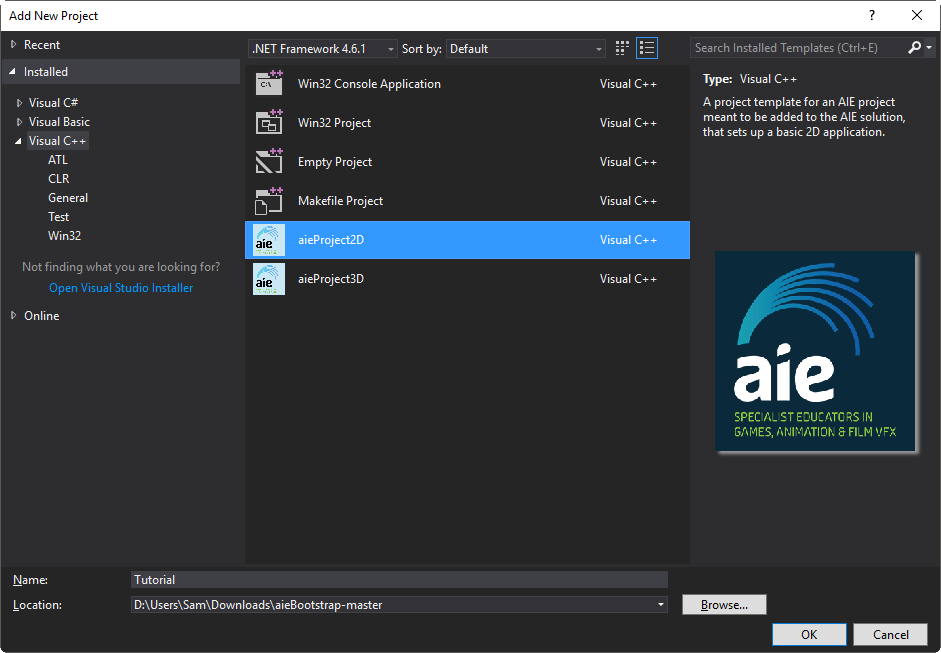 Add New Project
?
Recent
.NET Framework 4.6.1
Sort by:
Default
Search Installed Templates (Ctrl+E)
Installed
Visual C#
Visual Basic
Visual C++
ATL
CLR
General
Test
Win32
Not finding what you are looking for?
Open Visual Studio Installer
Online
C:\
Win32 Console Application Visual C++
Win32 Project Visual C++
Empty Project Visual C++
Makefile Project Visual C++
aie
aieProject2D Visual C++
aie
aieProject3D Visual C++
Type: Visual C++
A project template for an AIE project
meant to be added to the AIE solution,
that sets up a basic 2D application.
aie
SPECIALIST EDUCATORS IN
GAMES, ANIMATION & FILM VFX
Name: Tutorial
Location: D:\Users\Sam\Downloads\aieBootstrap-master
Browse...
OK
Cancel